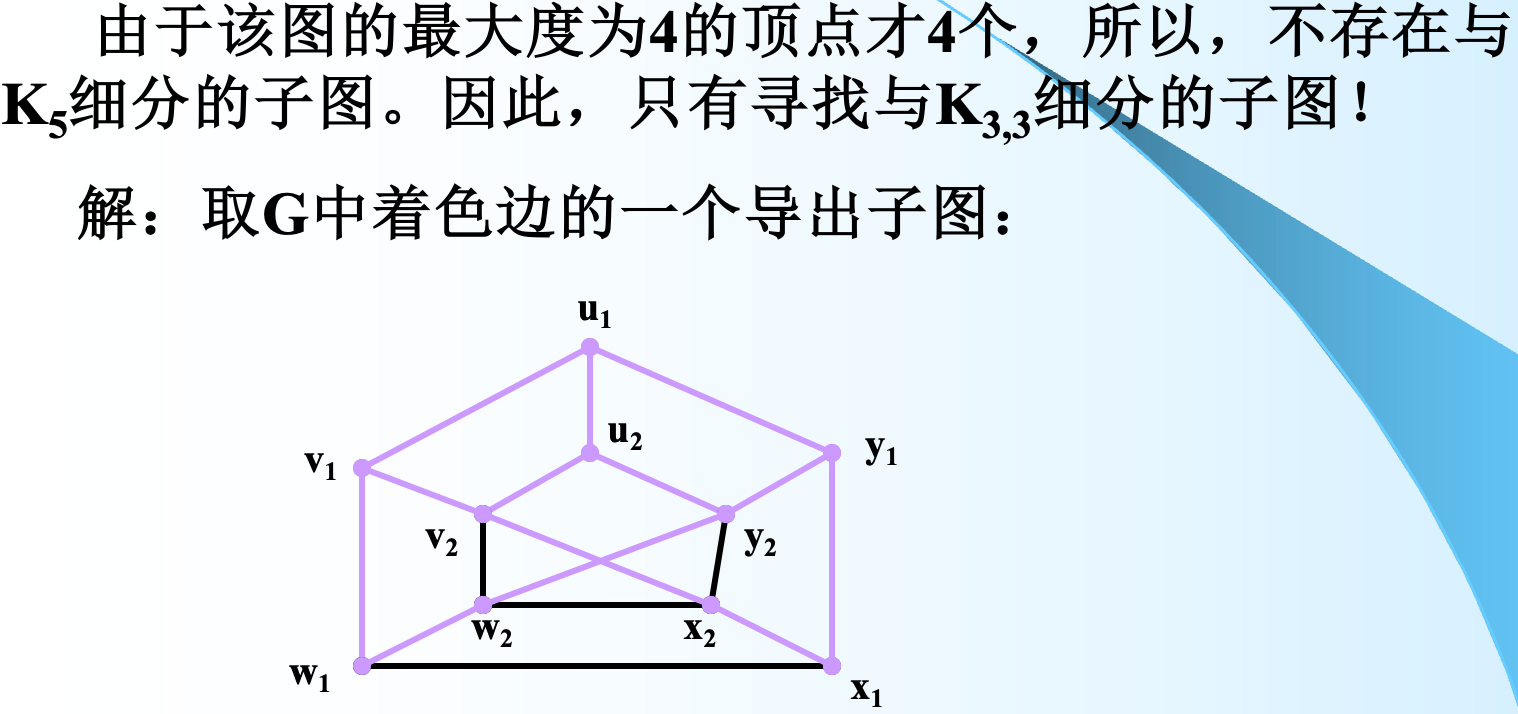 由于该图的最大度为4的顶点才4个，所以，不存在与
K₅细分的子图。因此，只有寻找与K₃,₃细分的子图！
解：取G中着色边的一个导出子图：
u₁
u₂
v₁
y₁
v₂
y₂
w₂
x₂
w₁
x₁